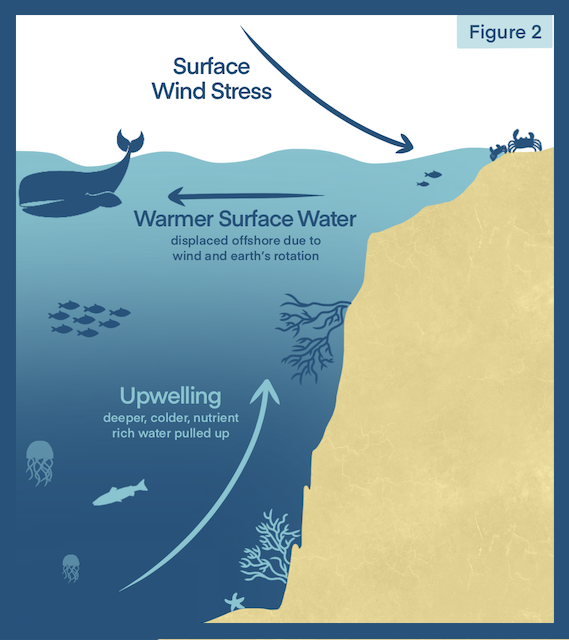 Figure 2
Surface
Wind Stress
Warmer Surface Water
displaced offshore due to
wind and earth's rotation
Upwelling
deeper, colder, nutrient
rich water pulled up